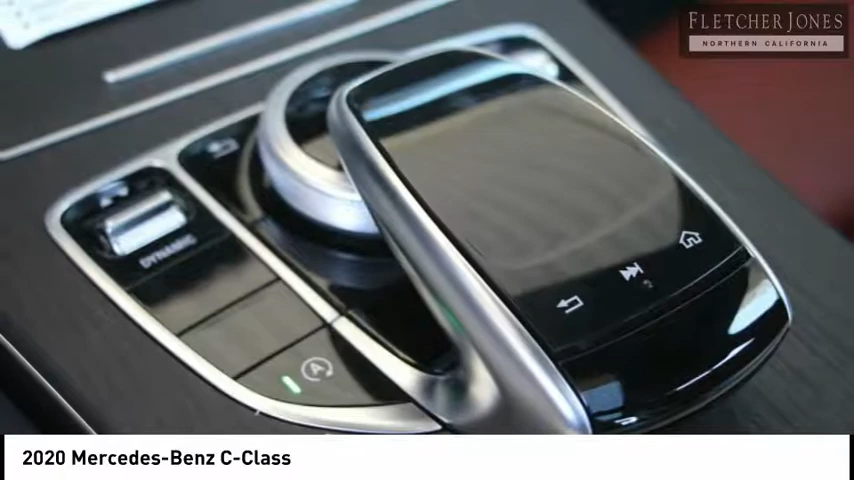 FLETCHER JONES
NORTHERN CALIFORNIA
DYNAMIC
A
2020 Mercedes-Benz C-Class